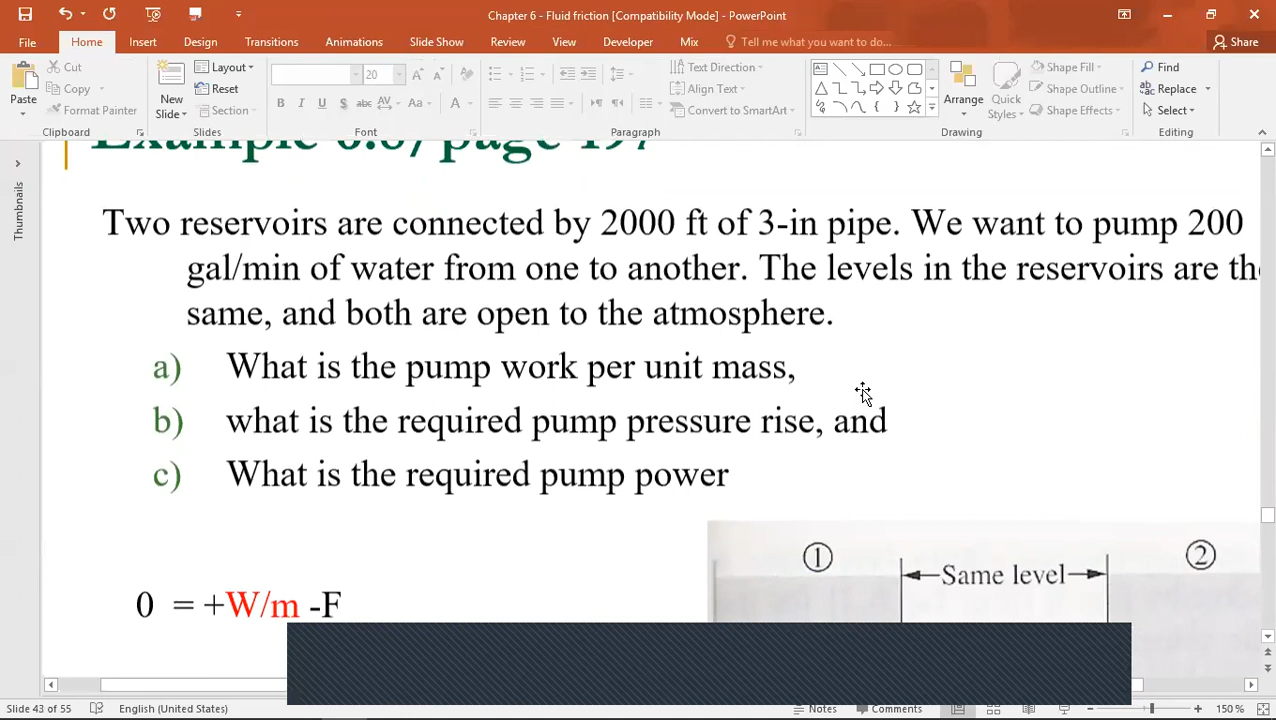 Chapter 6 - Fluid friction [Compatibility Mode] - PowerPoint
File Home Insert Design Transitions Animations Slide Show Review View Developer Mix Tell me what you want to do... Share
Paste
Cut
Copy
Format Painter
Clipboard
New Slide
Layout
Reset
Section
Slides
20
B I U S abc AV Aa A
Font
Text Direction
Align Text
Convert to SmartArt
Paragraph
Arrange
Quick Styles
Shape Fill
Shape Outline
Shape Effects
Drawing
Find
Replace
Select
Editing
Thumbnails
page 197
Two reservoirs are connected by 2000 ft of 3-in pipe. We want to pump 200
gal/min of water from one to another. The levels in the reservoirs are
same, and both are open to the atmosphere.
a) What is the pump work per unit mass,
b) what is the required pump pressure rise, and
c) What is the required pump power
① ②
Same level
0 = +W/m -F
Slide 43 of 55 English (United States) Notes Comments 150 %